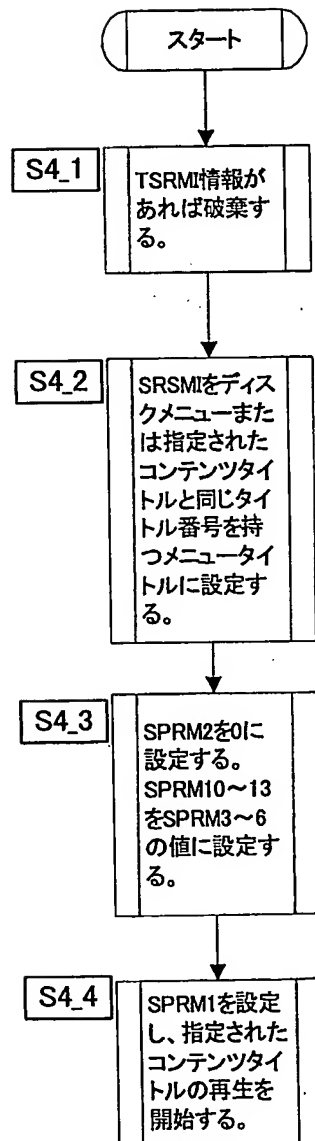 スタート
S4_1
TSRMI情報が
あれば破棄す
る。
S4_2
SRSMIをディス
クメニューまた
は指定された
コンテンツタイ
トルと同じタイ
トル番号を持
つメニュータイ
トルに設定す
る。
S4_3
SPRM2を0に
設定する。
SPRM10～13
をSPRM3～6
の値に設定す
る。
S4_4
SPRM1を設定
し、指定された
コンテンツタイ
トルの再生を
開始する。